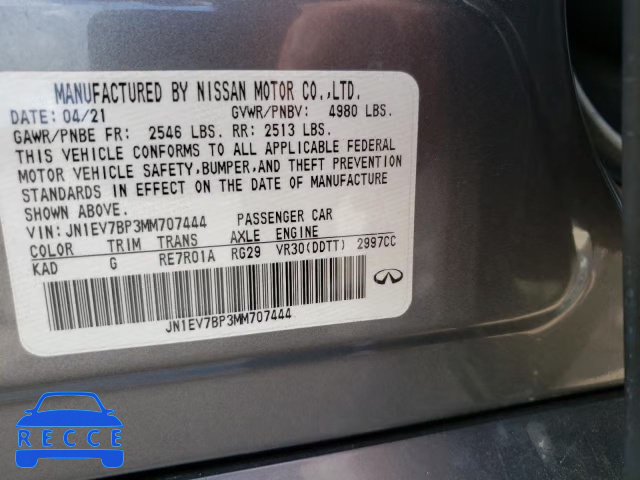 MANUFACTURED BY NISSAN MOTOR CO.,LTD.
DATE: 04/21 GVWR/PNBV: 4980 LBS.
GAWR/PNBE FR: 2546 LBS. RR: 2513 LBS.
THIS VEHICLE CONFORMS TO ALL APPLICABLE FEDERAL
MOTOR VEHICLE SAFETY,BUMPER,AND THEFT PREVENTION
STANDARDS IN EFFECT ON THE DATE OF MANUFACTURE
SHOWN ABOVE.
VIN:JN1EV7BP3MM707444 PASSENGER CAR
COLOR TRIM TRANS AXLE ENGINE
KAD G RE7R01A RG29 VR30(DDTT) 2997CC
JN1EV7BP3MM707444
RECCE